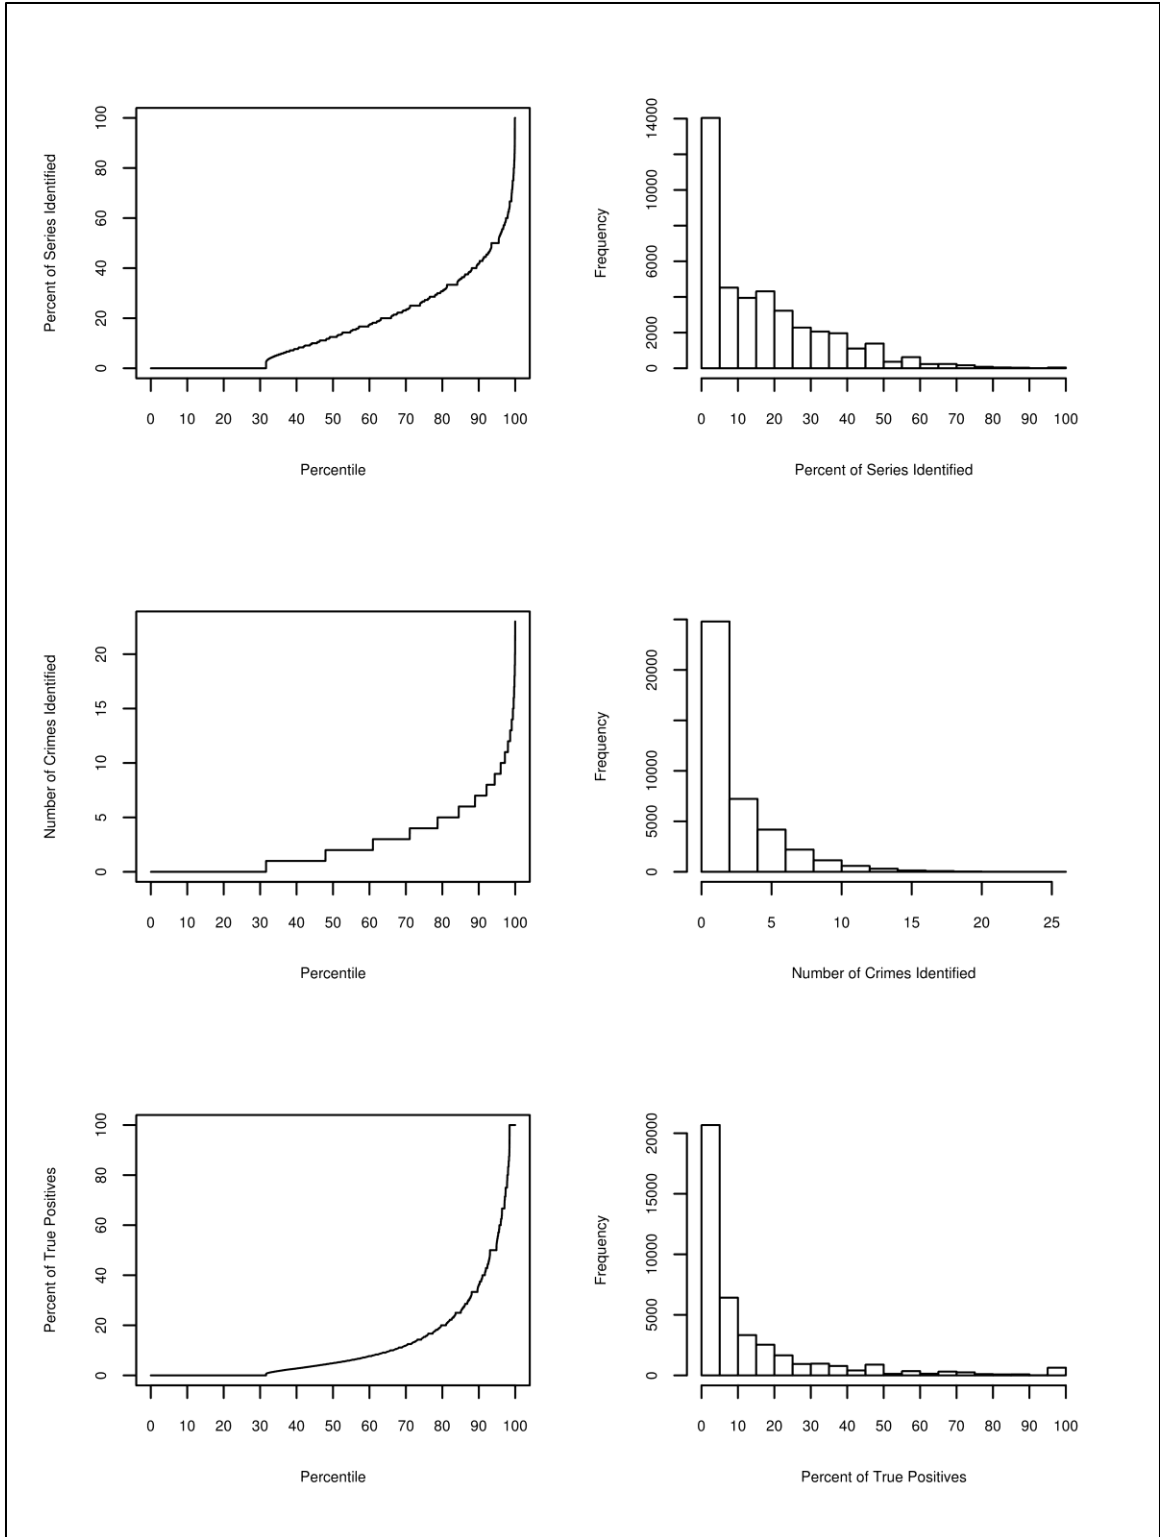 Percent of Series Identified
100
80
60
40
20
0
0 10 20 30 40 50 60 70 80 90 100
Percentile
Frequency
14000
10000
6000
2000
0
0 10 20 30 40 50 60 70 80 90 100
Percent of Series Identified
Number of Crimes Identified
20
15
10
5
0
0 10 20 30 40 50 60 70 80 90 100
Percentile
Frequency
20000
10000
5000
0
0 5 10 15 20 25
Number of Crimes Identified
Percent of True Positives
100
80
60
40
20
0
0 10 20 30 40 50 60 70 80 90 100
Percentile
Frequency
20000
15000
10000
5000
0
0 10 20 30 40 50 60 70 80 90 100
Percent of True Positives